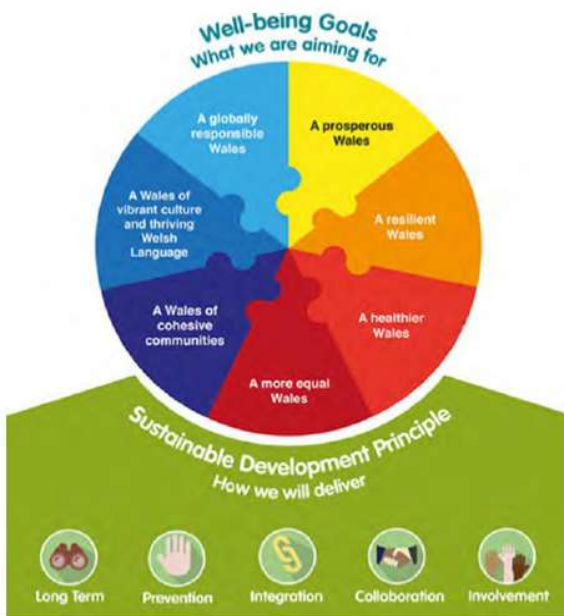 Well-being Goals
What we are aiming for
A globally
responsible
Wales
A prosperous
Wales
A Wales of
vibrant culture
and thriving
Welsh
Language
A resilient
Wales
A Wales of
cohesive
communities
A healthier
Wales
A more equal
Wales
Sustainable Development Principle
How we will deliver
Long Term
Prevention
Integration
Collaboration
Involvement